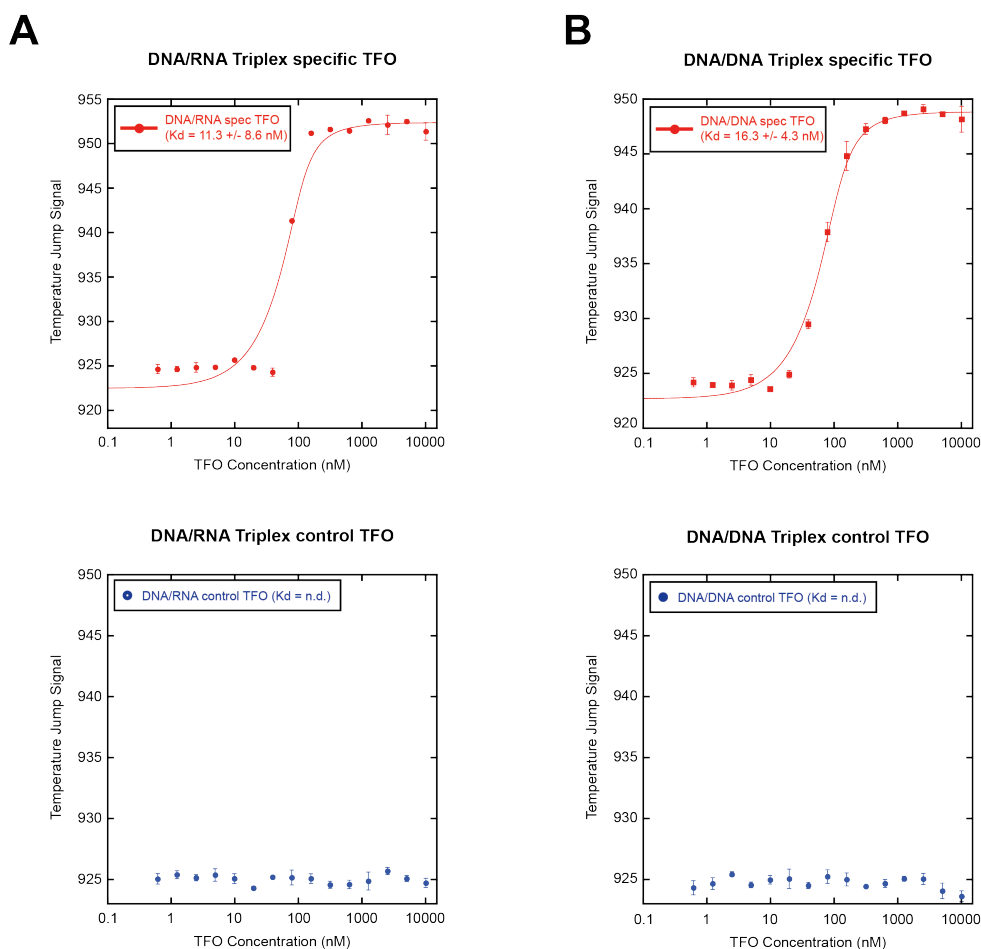 A
DNA/RNA Triplex specific TFO
955
950
945
940
935
930
925
920
Temperature Jump Signal
DNA/RNA spec TFO
(Kd = 11.3 +/- 8.6 nM)
0.1
1
10
100
1000
10000
TFO Concentration (nM)
B
DNA/DNA Triplex specific TFO
950
945
940
935
930
925
920
Temperature Jump Signal
DNA/DNA spec TFO
(Kd = 16.3 +/- 4.3 nM)
0.1
1
10
100
1000
10000
TFO Concentration (nM)
DNA/RNA Triplex control TFO
950
945
940
935
930
925
Temperature Jump Signal
DNA/RNA control TFO (Kd = n.d.)
0.1
1
10
100
1000
10000
TFO Concentration (nM)
DNA/DNA Triplex control TFO
950
945
940
935
930
925
Temperature Jump Signal
DNA/DNA control TFO (Kd = n.d.)
0.1
1
10
100
1000
10000
TFO Concentration (nM)